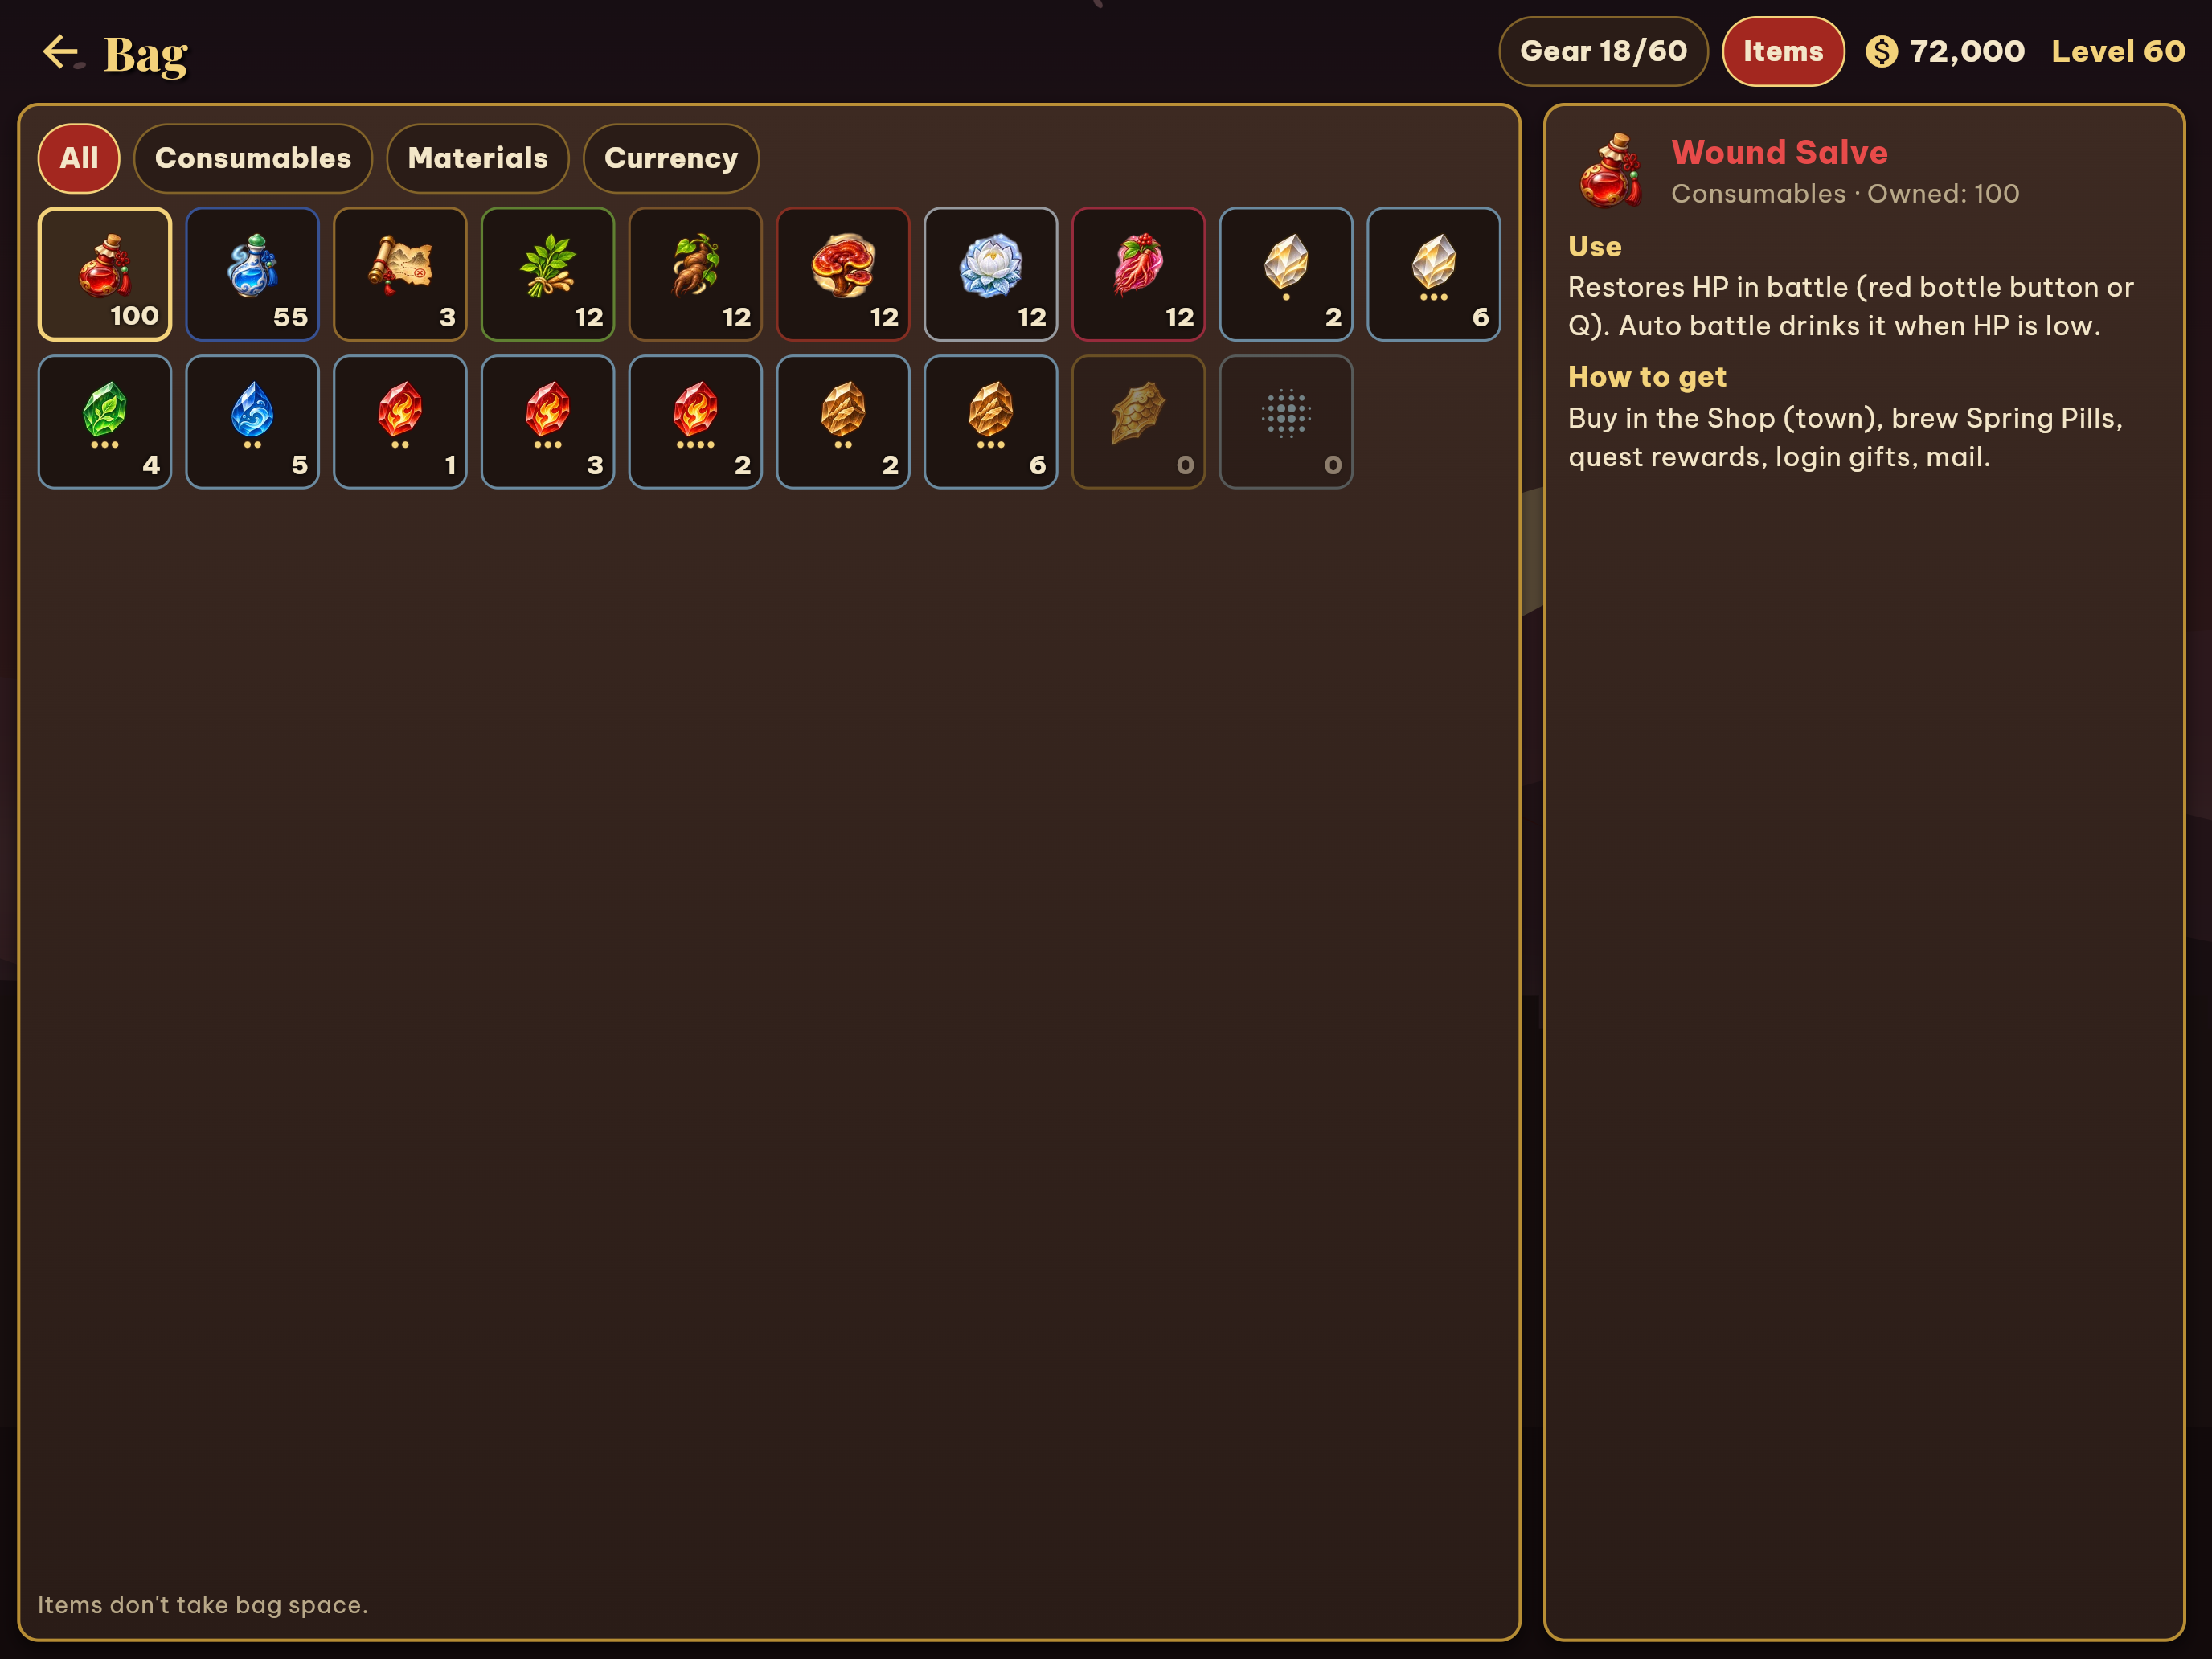 Bag
Gear 18/60
Items
72,000
Level 60
All
Consumables
Materials
Currency
100
55
3
12
12
12
12
12
2
6
4
5
1
3
2
2
6
0
0
Items don't take bag space.
Wound Salve
Consumables · Owned: 100
Use
Restores HP in battle (red bottle button or
Q). Auto battle drinks it when HP is low.
How to get
Buy in the Shop (town), brew Spring Pills,
quest rewards, login gifts, mail.